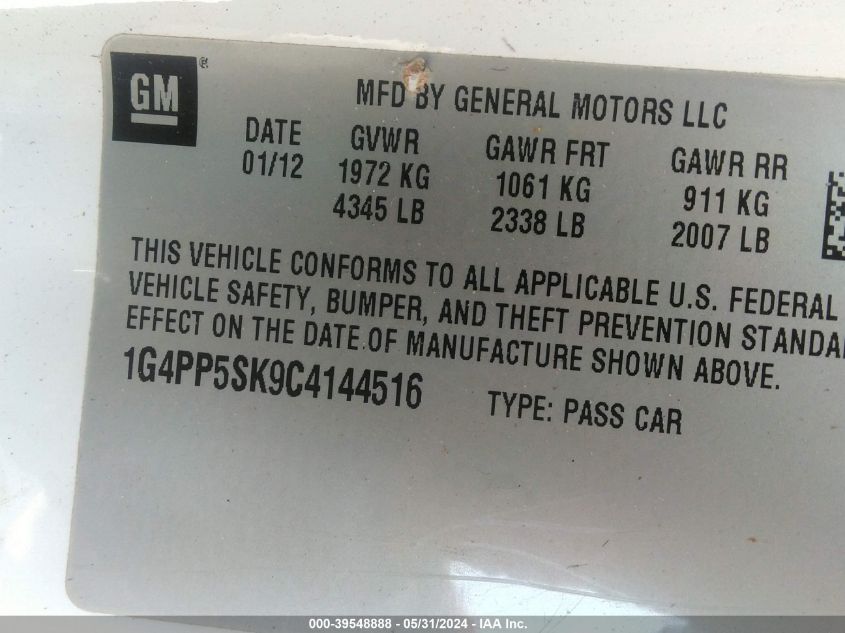 GM ®
MFD BY GENERAL MOTORS LLC
DATE GVWR GAWR FRT GAWR RR
01/12 1972 KG 1061 KG 911 KG
4345 LB 2338 LB 2007 LB
THIS VEHICLE CONFORMS TO ALL APPLICABLE U.S. FEDERAL
VEHICLE SAFETY, BUMPER, AND THEFT PREVENTION STANDA
EFFECT ON THE DATE OF MANUFACTURE SHOWN ABOVE.
1G4PP5SK9C4144516 TYPE: PASS CAR
000-39548888 - 05/31/2024 - IAA Inc.